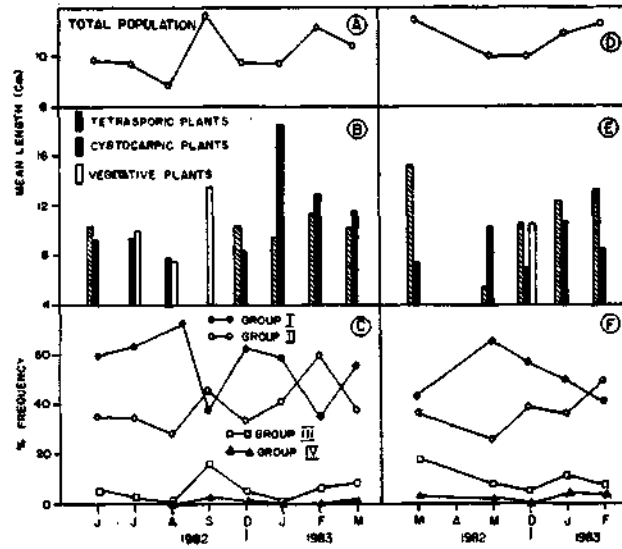 TOTAL POPULATION
A
D
10
8
MEAN LENGTH (Cm)
TETRASPORIC PLANTS
CYSTOCARPIC PLANTS
VEGETATIVE PLANTS
B
E
16
12
8
4
GROUP I
GROUP II
C
F
60
40
20
0
% FREQUENCY
GROUP III
GROUP IV
J J A S D J F M
M A M D J F
1982 1983
1982 1983